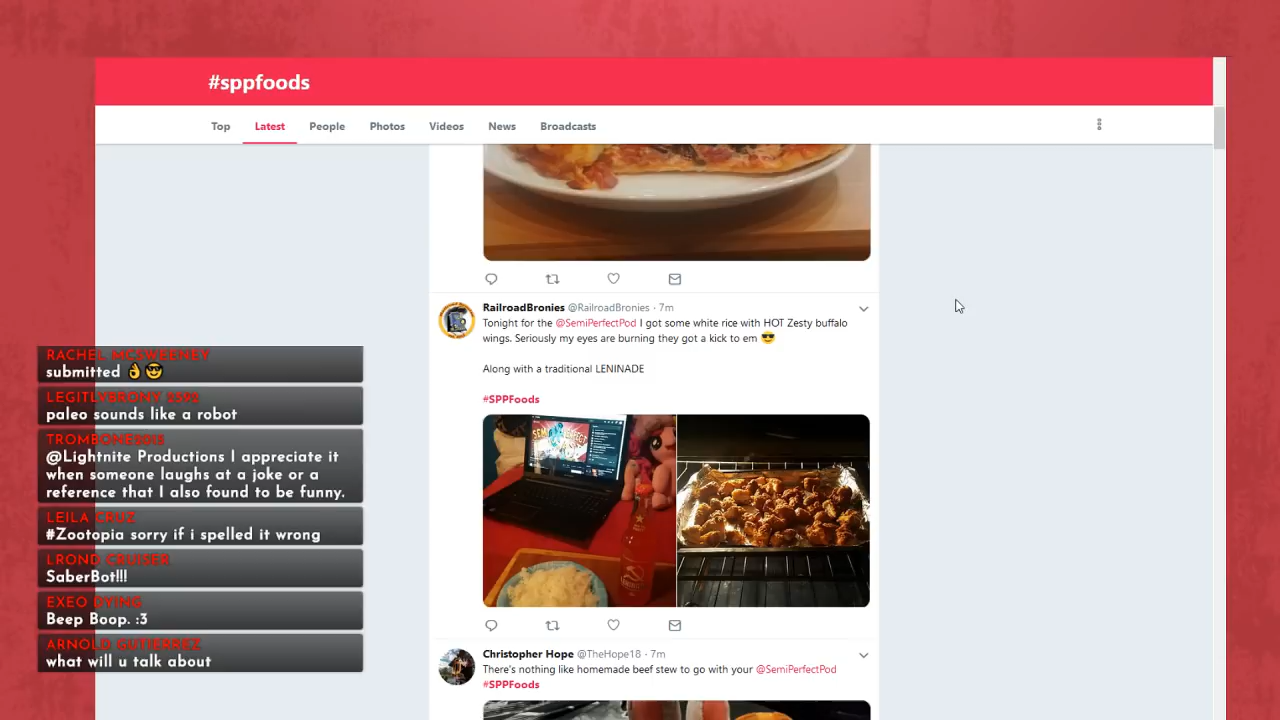 #sppfoods
Top Latest People Photos Videos News Broadcasts
RailroadBronies @RailroadBronies · 7m
Tonight for the @SemiPerfectPod I got some white rice with HOT Zesty buffalo
wings. Seriously my eyes are burning they got a kick to em 😎
Along with a traditional LENINADE
#SPPFoods
Christopher Hope @TheHope18 · 7m
There's nothing like homemade beef stew to go with your @SemiPerfectPod
#SPPFoods
RACHEL MCSWEENEY
submitted 👌😎
LEGITLYBRONY 2592
paleo sounds like a robot
TROMBONE2015
@Lightnite Productions I appreciate it
when someone laughs at a joke or a
reference that I also found to be funny.
LEILA CRUZ
#Zootopia sorry if i spelled it wrong
LROND CRUISER
SaberBot!!!
EXEO DYING
Beep Boop. :3
ARNOLD GUTIERREZ
what will u talk about